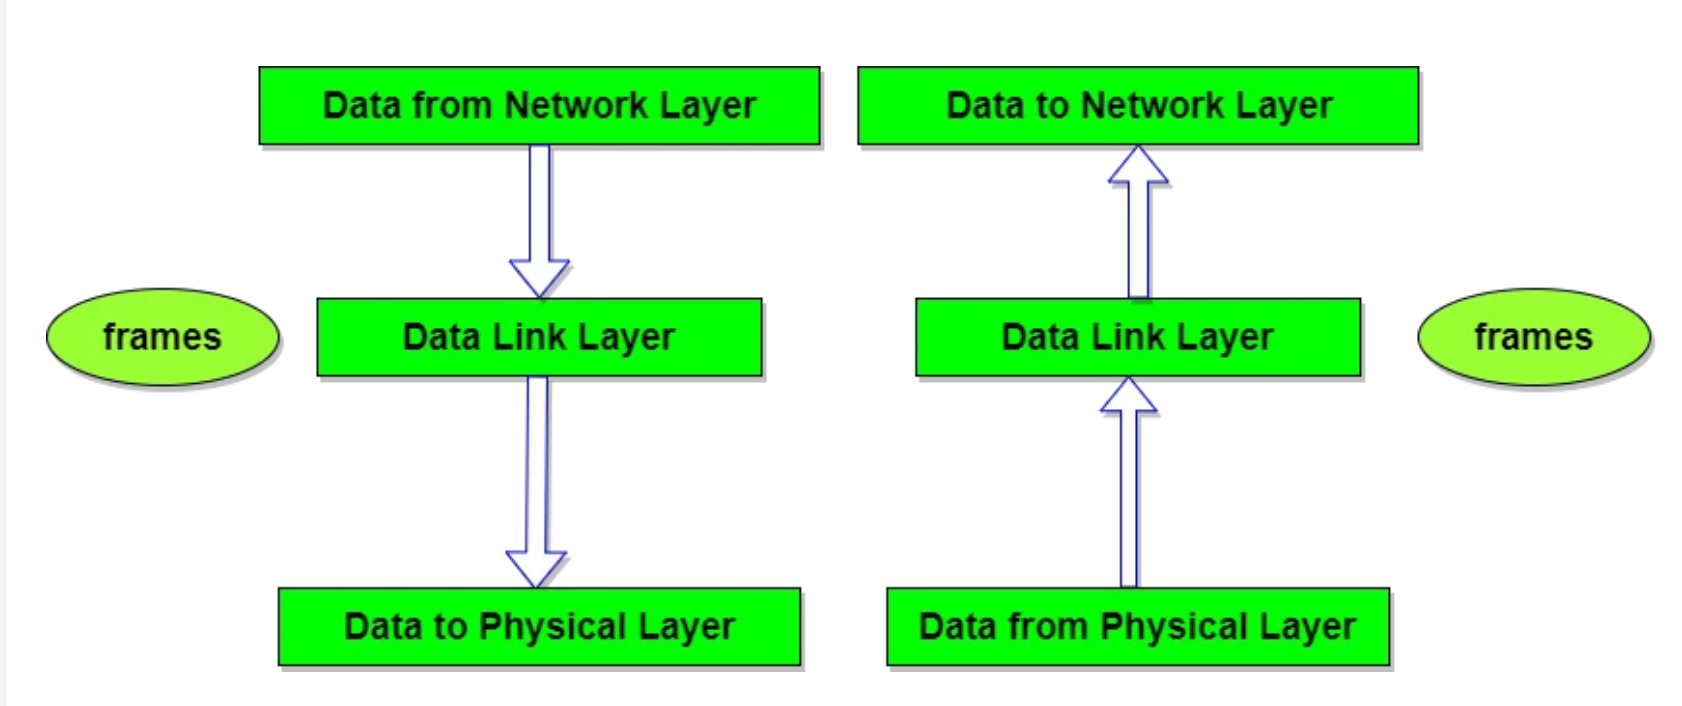 Data from Network Layer
Data to Network Layer
frames
Data Link Layer
Data Link Layer
frames
Data to Physical Layer
Data from Physical Layer